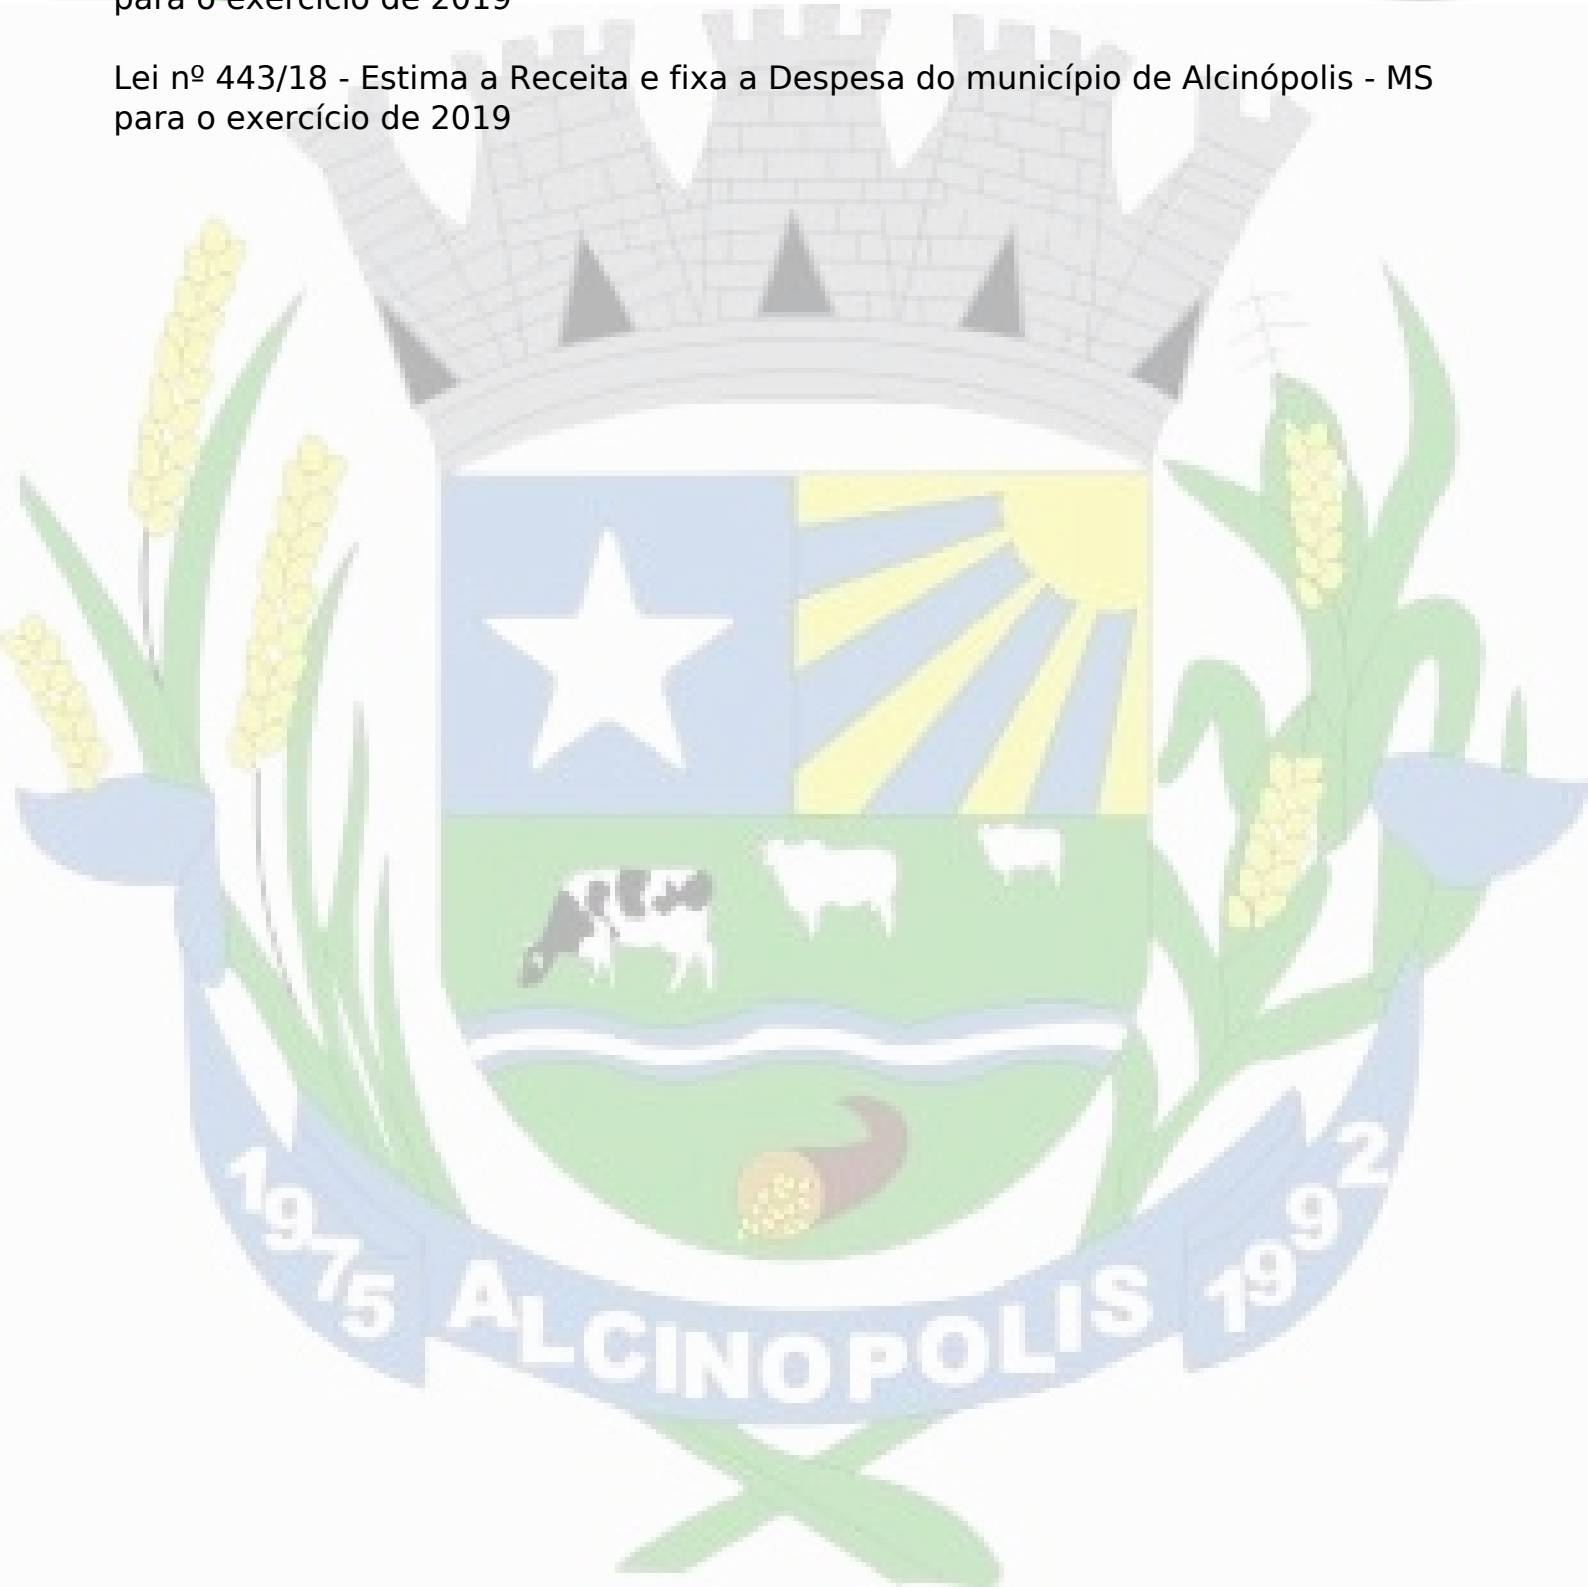 para o exercício de 2019
Lei nº 443/18 - Estima a Receita e fixa a Despesa do município de Alcinópolis - MS
para o exercício de 2019
1975 ALCINOPOLIS 1992